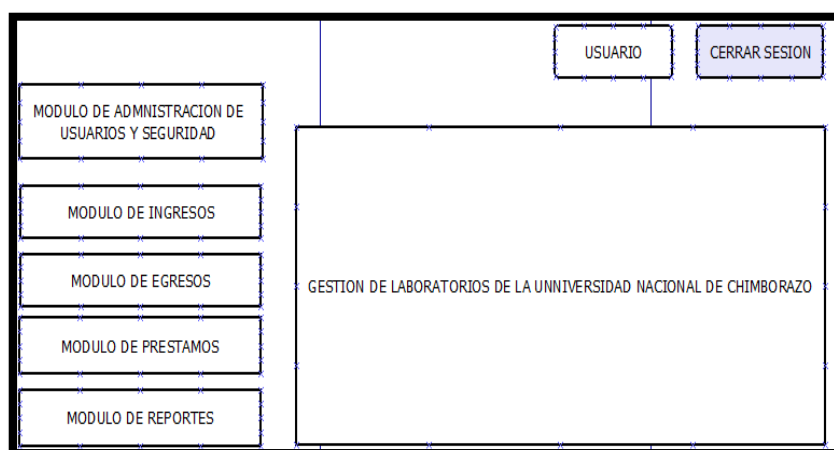 USUARIO
CERRAR SESION
MODULO DE ADMNISTRACION DE
USUARIOS Y SEGURIDAD
MODULO DE INGRESOS
MODULO DE EGRESOS
MODULO DE PRESTAMOS
MODULO DE REPORTES
GESTION DE LABORATORIOS DE LA UNNIVERSIDAD NACIONAL DE CHIMBORAZO